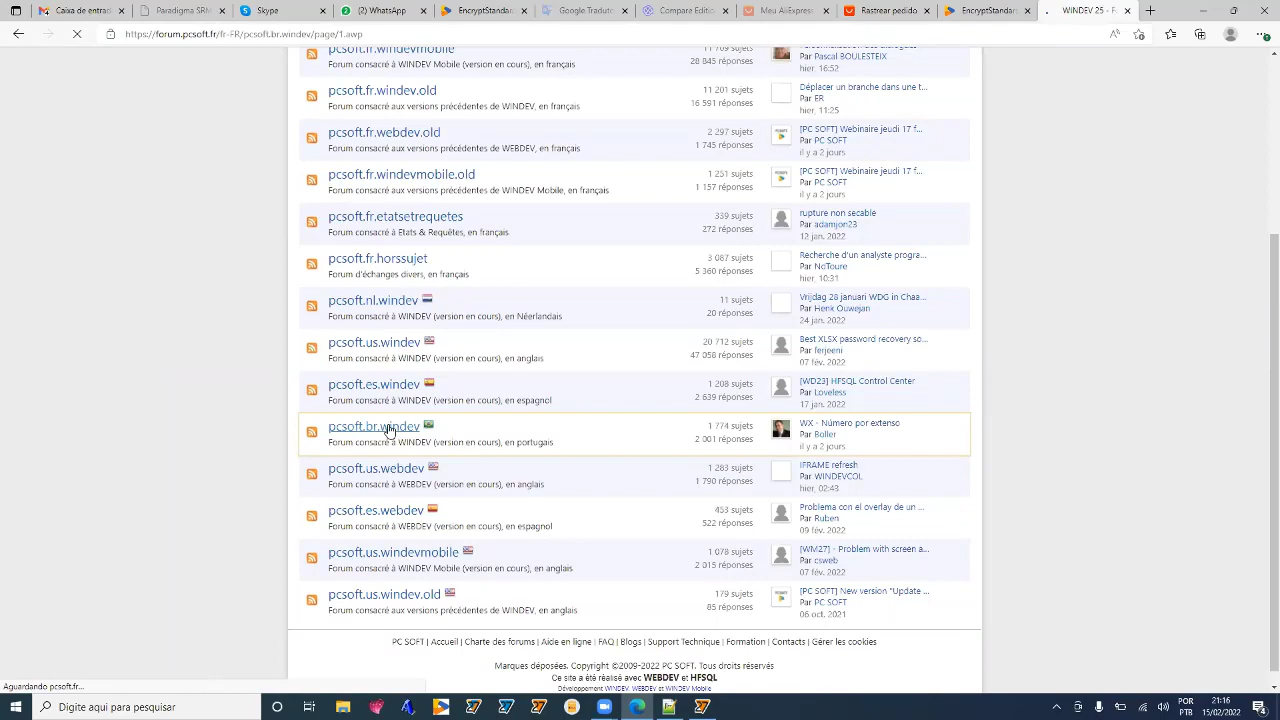 Caixa de entrad
Paradigma SRM
Skype
(2) WhatsApp
EncryptStandard
Google Tradutor
Compare Edition
Meu AliExpress
Rastrear pedido
EncryptStandard
WINDEV 25 - Fo
https://forum.pcsoft.fr/fr-FR/pcsoft.br.windev/page/1.awp
pcsoft.fr.windevmobile
Forum consacré à WINDEV Mobile (version en cours), en français
28 845 réponses
Par Pascal BOULESTEIX
hier, 16:52
pcsoft.fr.windev.old
Forum consacré aux versions précédentes de WINDEV, en français
11 201 sujets
16 591 réponses
Déplacer un branche dans une t...
Par ER
hier, 11:25
pcsoft.fr.webdev.old
Forum consacré aux versions précédentes de WEBDEV, en français
2 297 sujets
1 745 réponses
[PC SOFT] Webinaire jeudi 17 f...
Par PC SOFT
il y a 2 jours
pcsoft.fr.windevmobile.old
Forum consacré aux versions précédentes de WINDEV Mobile, en français
1 251 sujets
1 157 réponses
[PC SOFT] Webinaire jeudi 17 f...
Par PC SOFT
il y a 2 jours
pcsoft.fr.etatsetrequetes
Forum consacré à Etats & Requêtes, en français
339 sujets
272 réponses
rupture non secable
Par adamjon23
12 jan. 2022
pcsoft.fr.horssujet
Forum d'échanges divers, en français
3 087 sujets
5 360 réponses
Recherche d'un analyste progra...
Par NdToure
hier, 10:31
pcsoft.nl.windev
Forum consacré à WINDEV (version en cours), en Néerlandais
11 sujets
20 réponses
Vrijdag 28 januari WDG in Chaa...
Par Henk Ouwejan
24 jan. 2022
pcsoft.us.windev
Forum consacré à WINDEV (version en cours), en anglais
20 712 sujets
47 058 réponses
Best XLSX password recovery so...
Par ferjeeni
07 fév. 2022
pcsoft.es.windev
Forum consacré à WINDEV (version en cours), en espagnol
1 208 sujets
2 639 réponses
[WD23] HFSQL Control Center
Par Loveless
17 jan. 2022
pcsoft.br.windev
Forum consacré à WINDEV (version en cours), en portugais
1 774 sujets
2 001 réponses
WX - Número por extenso
Par Boller
il y a 2 jours
pcsoft.us.webdev
Forum consacré à WEBDEV (version en cours), en anglais
1 283 sujets
1 790 réponses
IFRAME refresh
Par WINDEVCOL
hier, 02:43
pcsoft.es.webdev
Forum consacré à WEBDEV (version en cours), en espagnol
453 sujets
522 réponses
Problema con el overlay de un ...
Par Ruben
09 fév. 2022
pcsoft.us.windevmobile
Forum consacré à WINDEV Mobile (version en cours), en anglais
1 078 sujets
2 015 réponses
[WM27] - Problem with screen a...
Par csweb
07 fév. 2022
pcsoft.us.windev.old
Forum consacré aux versions précédentes de WINDEV, en anglais
179 sujets
85 réponses
[PC SOFT] New version "Update ...
Par PC SOFT
06 oct. 2021
PC SOFT | Accueil | Charte des forums | Aide en ligne | FAQ | Blogs | Support Technique | Formation | Contacts | Gérer les cookies
Marques déposées. Copyright ©2009-2022 PC SOFT. Tous droits réservés
Ce site a été réalisé avec WEBDEV et HFSQL
Développement WINDEV, WEBDEV et WINDEV Mobile
Aguardando pcsoft.fr...
Digite aqui para pesquisar
POR
PTB
21:16
15/02/2022